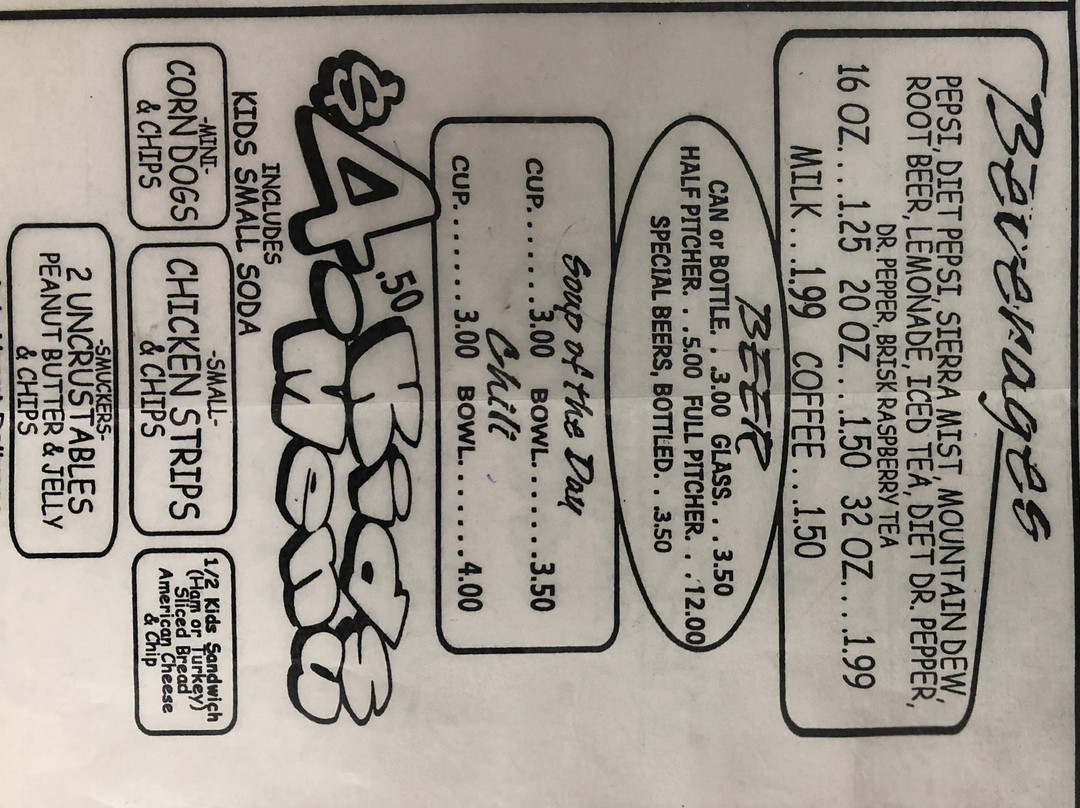 Beverages
PEPSI, DIET PEPSI, SIERRA MIST, MOUNTAIN DEW,
ROOT BEER, LEMONADE, ICED TEA, DIET DR. PEPPER,
DR. PEPPER, BRISK RASPBERRY TEA
16 OZ. . . .1.25 20 OZ. . .1.50 32 OZ. . . .1.99
MILK . . .1.99 COFFEE . . .1.50
BEER
CAN or BOTTLE. . .3.00 GLASS. . . 3.50
HALF PITCHER. . .5.00 FULL PITCHER. . .12.00
SPECIAL BEERS, BOTTLED. . .3.50
Soup of the Day
CUP. . . . . . .3.00 BOWL. . . . . . .3.50
Chili
CUP. . . . . . . .3.00 BOWL. . . . . . . .4.00
$4.50 Kids
Menu
INCLUDES
KIDS SMALL SODA
-MINI-
CORN DOGS
& CHIPS
-SMALL-
CHICKEN STRIPS
& CHIPS
1/2 Kids Sandwich
(Ham or Turkey)
Sliced Bread
American Cheese
& Chip
-SMUCKERS-
2 UNCRUSTABLES
PEANUT BUTTER & JELLY
& CHIPS